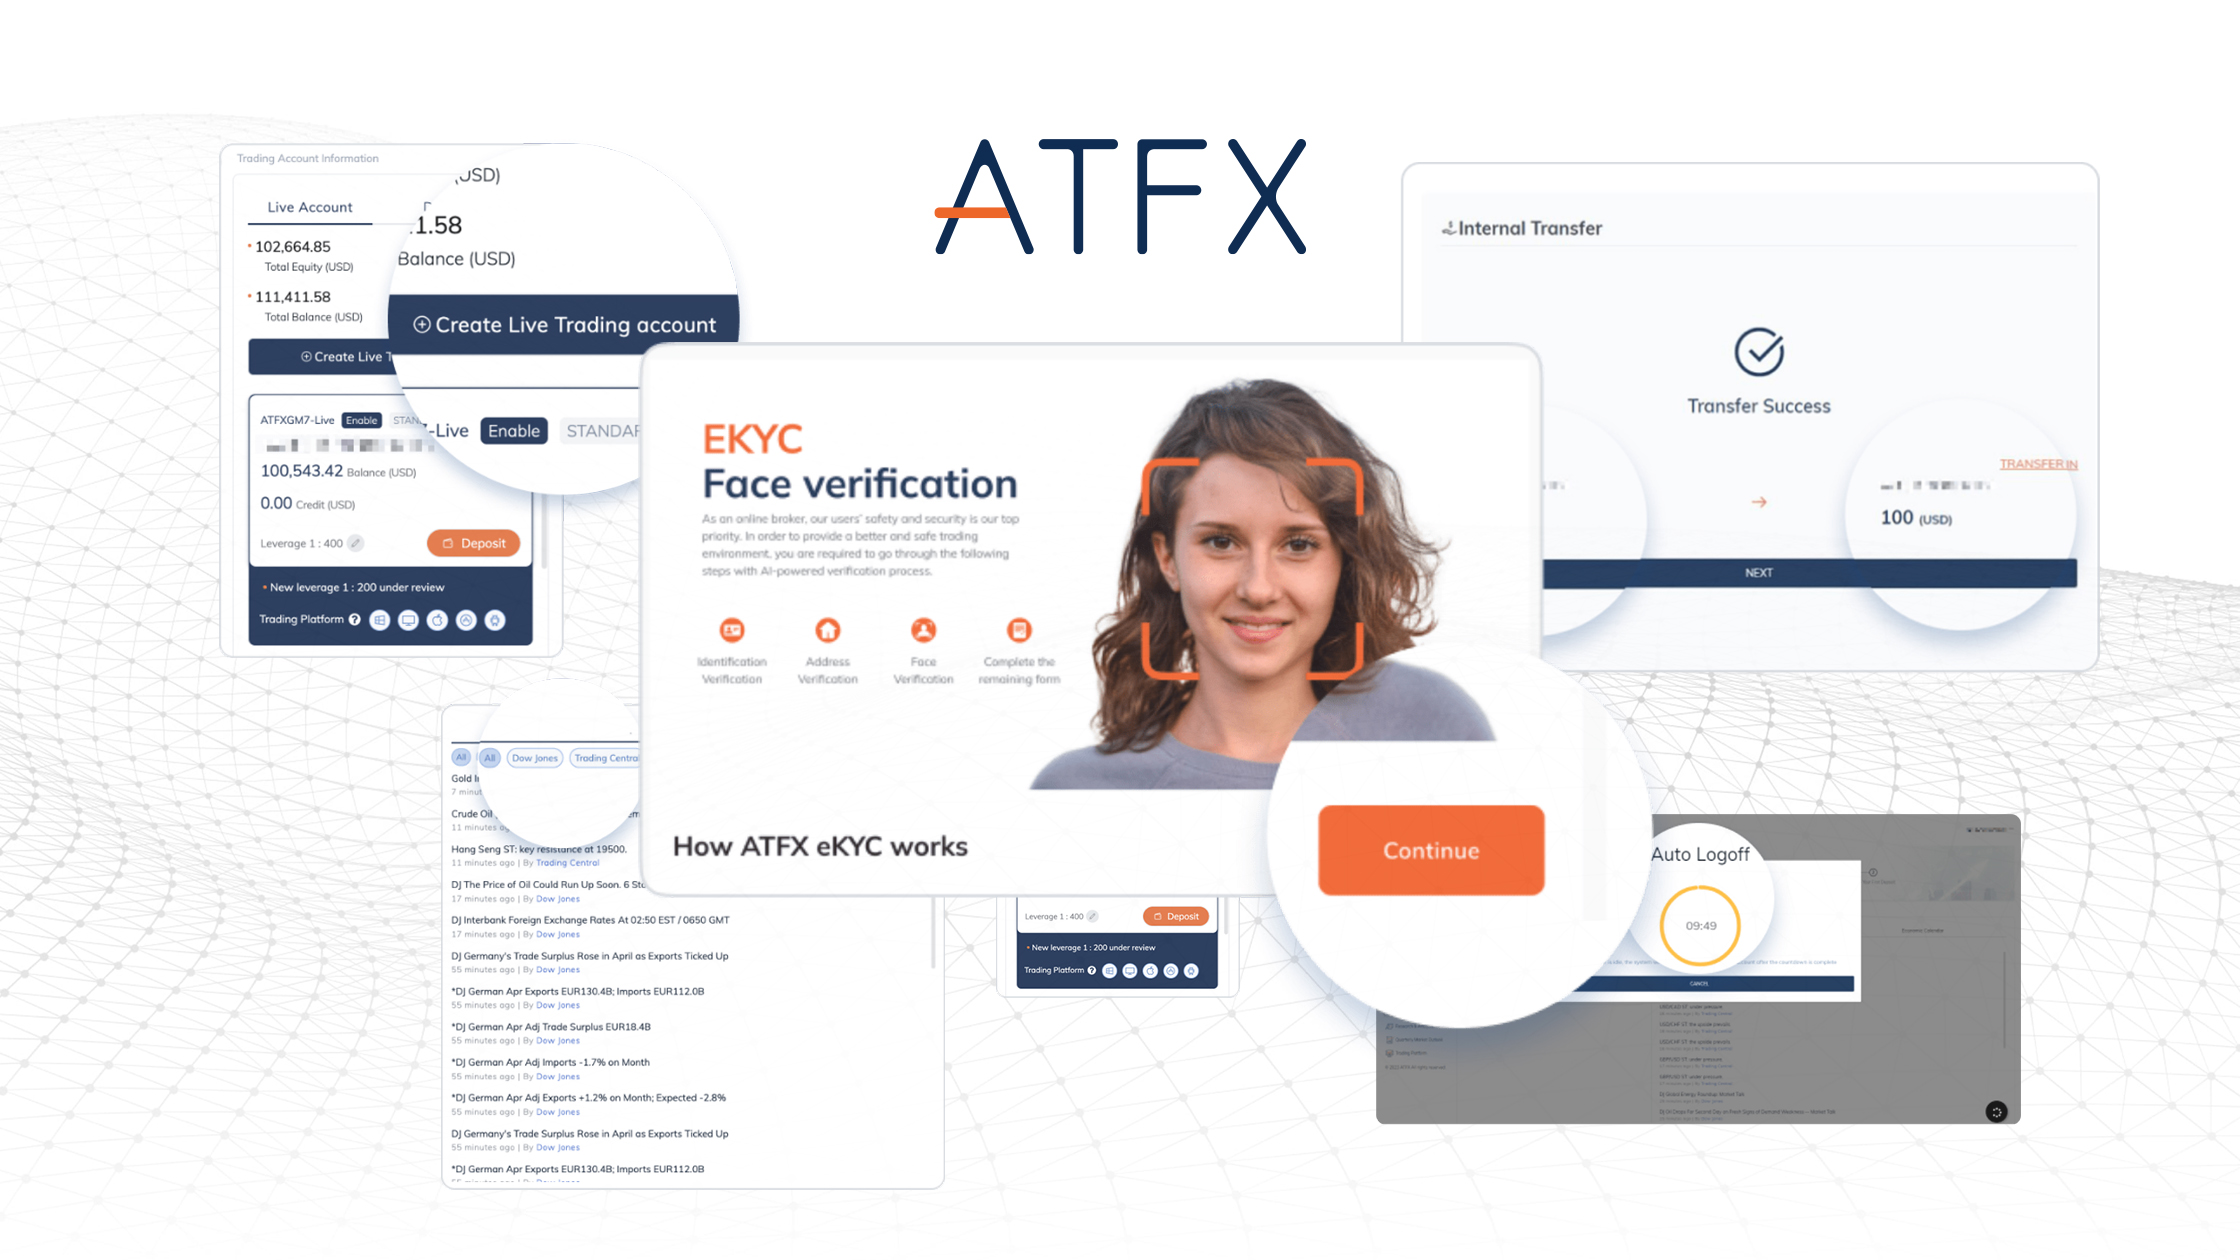 ATFX
Trading Account Information
Live Account
102,664.85
Total Equity (USD)
111,411.58
Total Balance (USD)
Create Live T
ATFXGM7-Live Enable STAN
100,543.42 Balance (USD)
0.00 Credit (USD)
Leverage 1 : 400
Deposit
New leverage 1 : 200 under review
Trading Platform ?
(USD)
.1.58
Balance (USD)
Create Live Trading account
7-Live Enable STANDAR
EKYC
Face verification
As an online broker, our users' safety and security is our top
priority. In order to provide a better and safe trading
environment, you are required to go through the following
steps with AI-powered verification process.
Identification
Verification
Address
Verification
Face
Verification
Complete the
remaining form
How ATFX eKYC works
Continue
Internal Transfer
Transfer Success
TRANSFER IN
100 (USD)
NEXT
All All Dow Jones Trading Central
Gold
7 minut
Crude Oil
11 minutes
Hang Seng ST: key resistance at 19500.
11 minutes ago | By Trading Central
DJ The Price of Oil Could Run Up Soon. 6 Sto
17 minutes ago | By Dow Jones
DJ Interbank Foreign Exchange Rates At 02:50 EST / 0650 GMT
17 minutes ago | By Dow Jones
DJ Germany's Trade Surplus Rose in April as Exports Ticked Up
55 minutes ago | By Dow Jones
*DJ German Apr Exports EUR130.4B; Imports EUR112.0B
55 minutes ago | By Dow Jones
*DJ German Apr Adj Trade Surplus EUR18.4B
55 minutes ago | By Dow Jones
*DJ German Apr Adj Imports -1.7% on Month
55 minutes ago | By Dow Jones
*DJ German Apr Adj Exports +1.2% on Month; Expected -2.8%
55 minutes ago | By Dow Jones
DJ Germany's Trade Surplus Rose in April as Exports Ticked Up
55 minutes ago | By Dow Jones
*DJ German Apr Exports EUR130.4B; Imports EUR112.0B
Leverage 1 : 400
Deposit
New leverage 1 : 200 under review
Trading Platform ?
Auto Logoff
09:49
CANCEL
Economic Calendar
Trading Platform